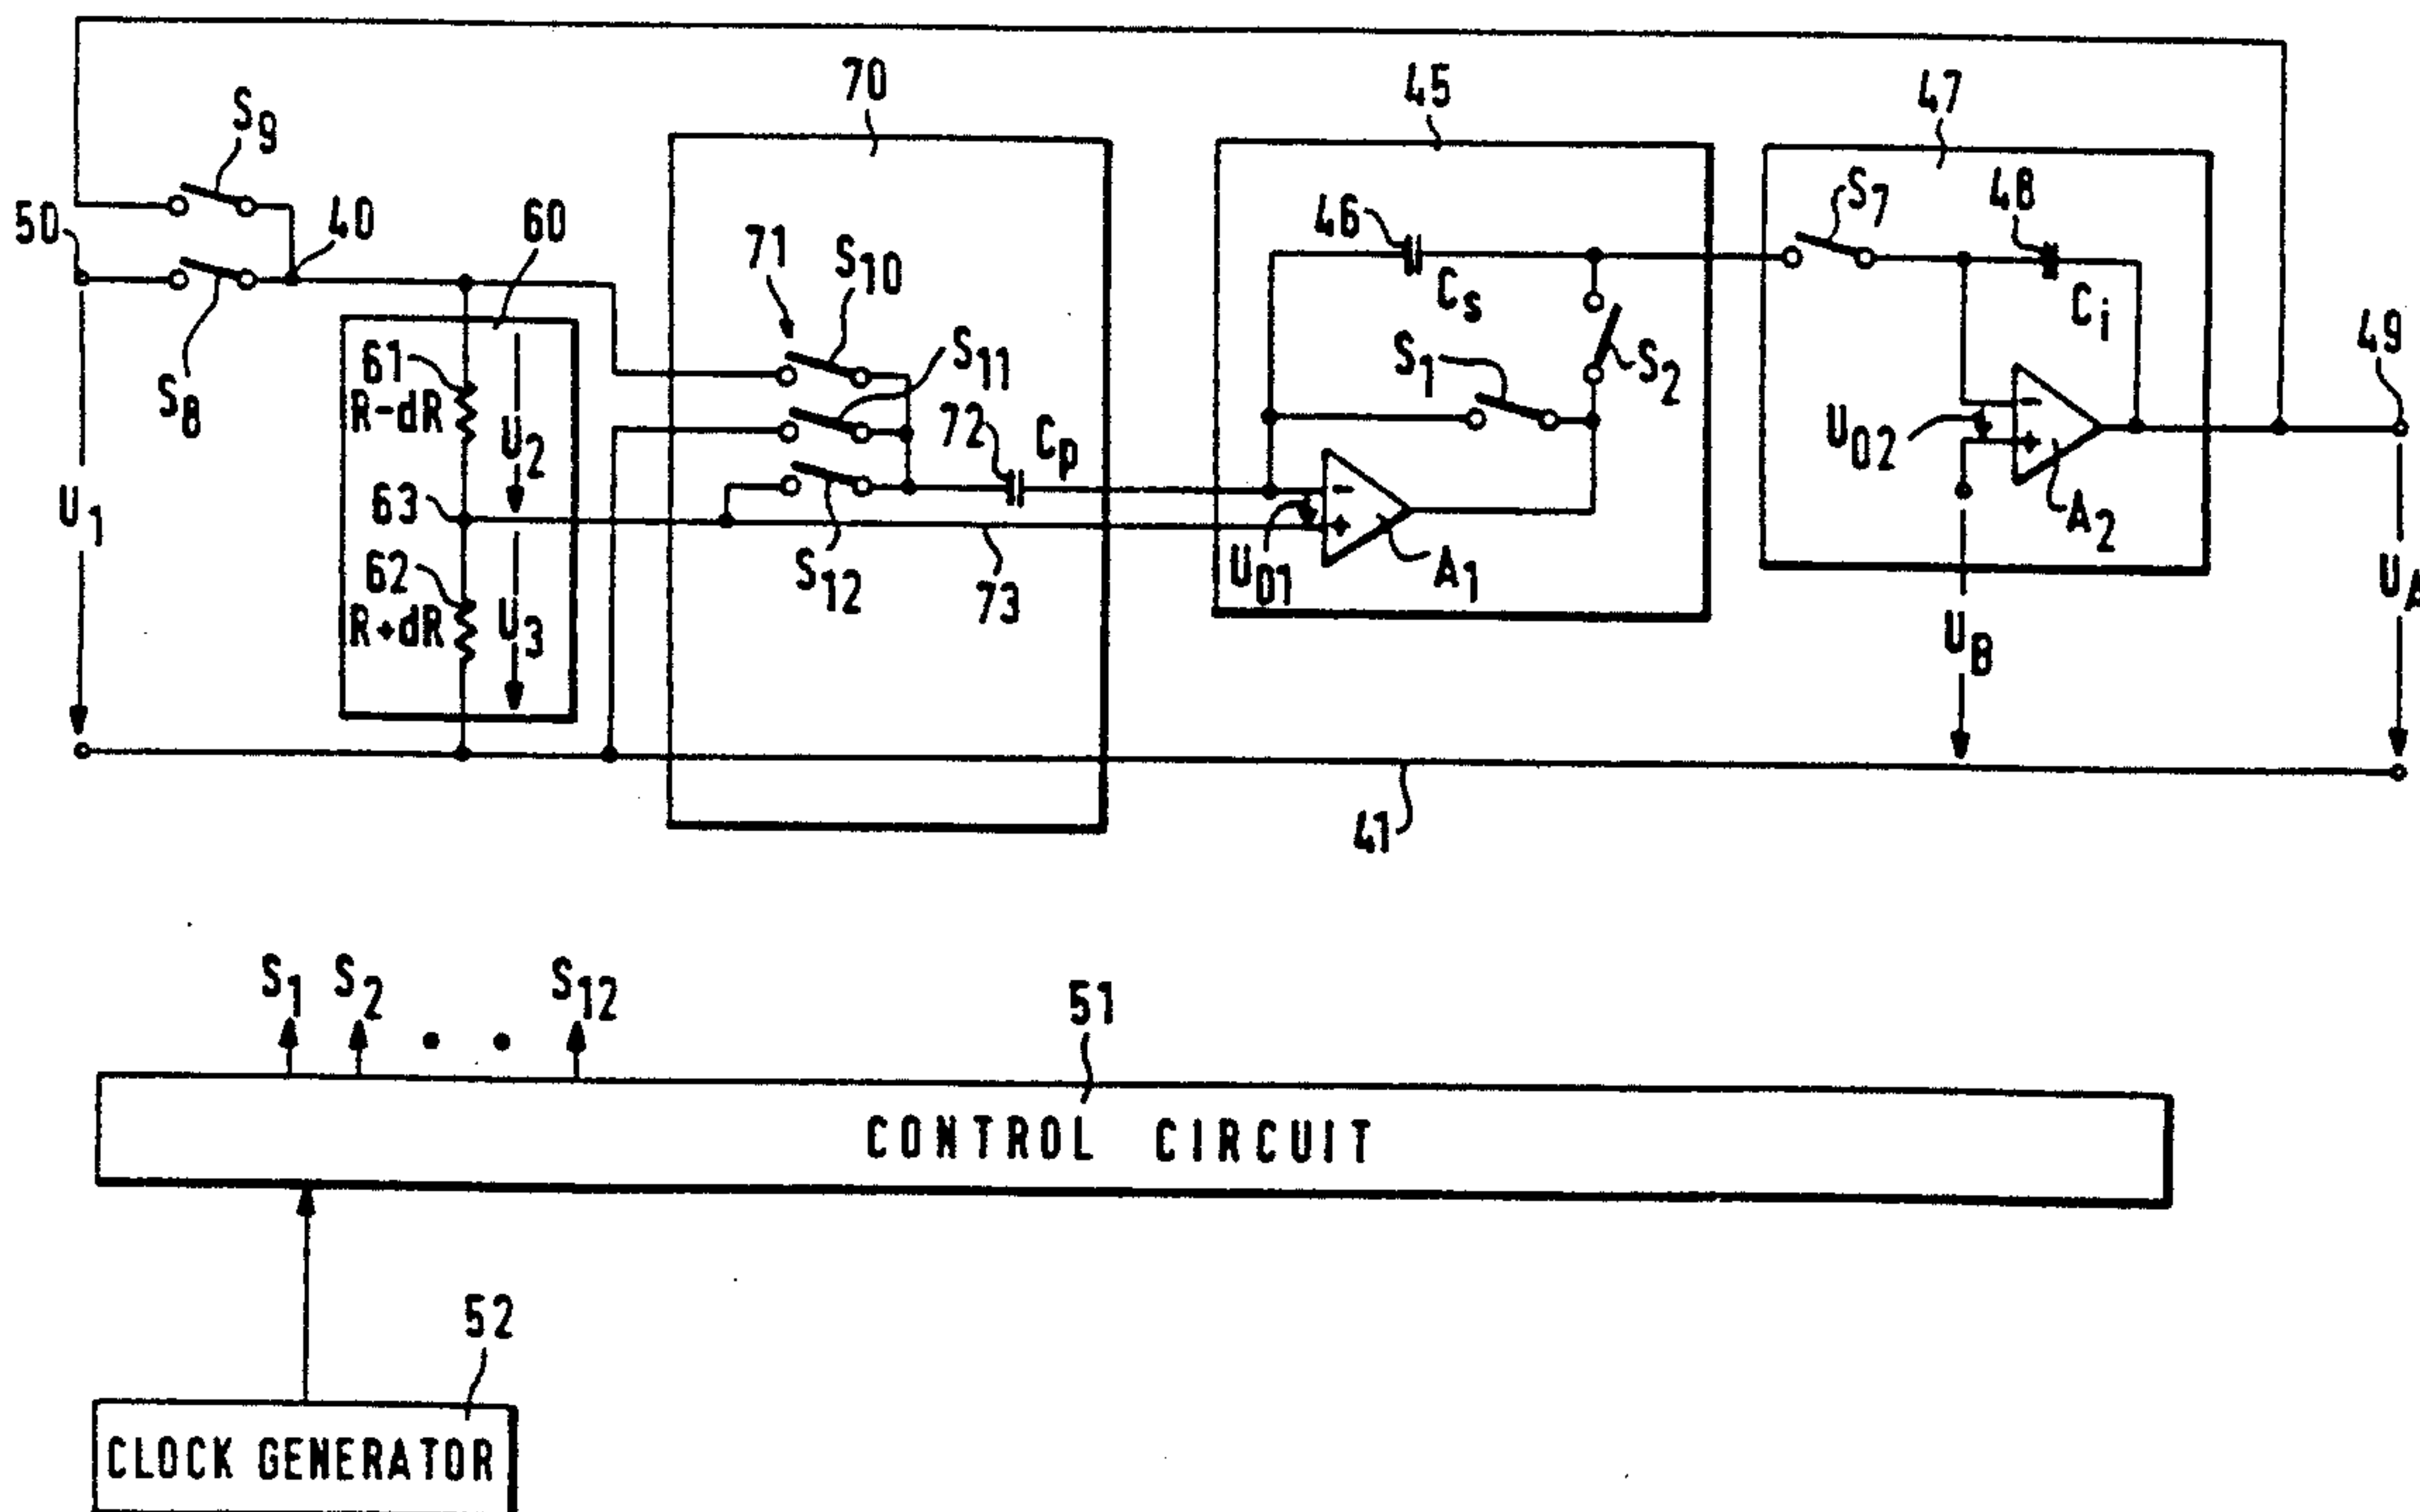 70
45
47
S9
S7
48
46
50
40
60
71
S10
Cs
Ci
49
S11
61
R-dR
S1
S2
S8
U2
72
Cp
U02
U1
63
A2
62
R+dR
U3
S12
U01
A1
73
UB
UA
41
S1 S2 • • S12
51
CONTROL CIRCUIT
52
CLOCK GENERATOR